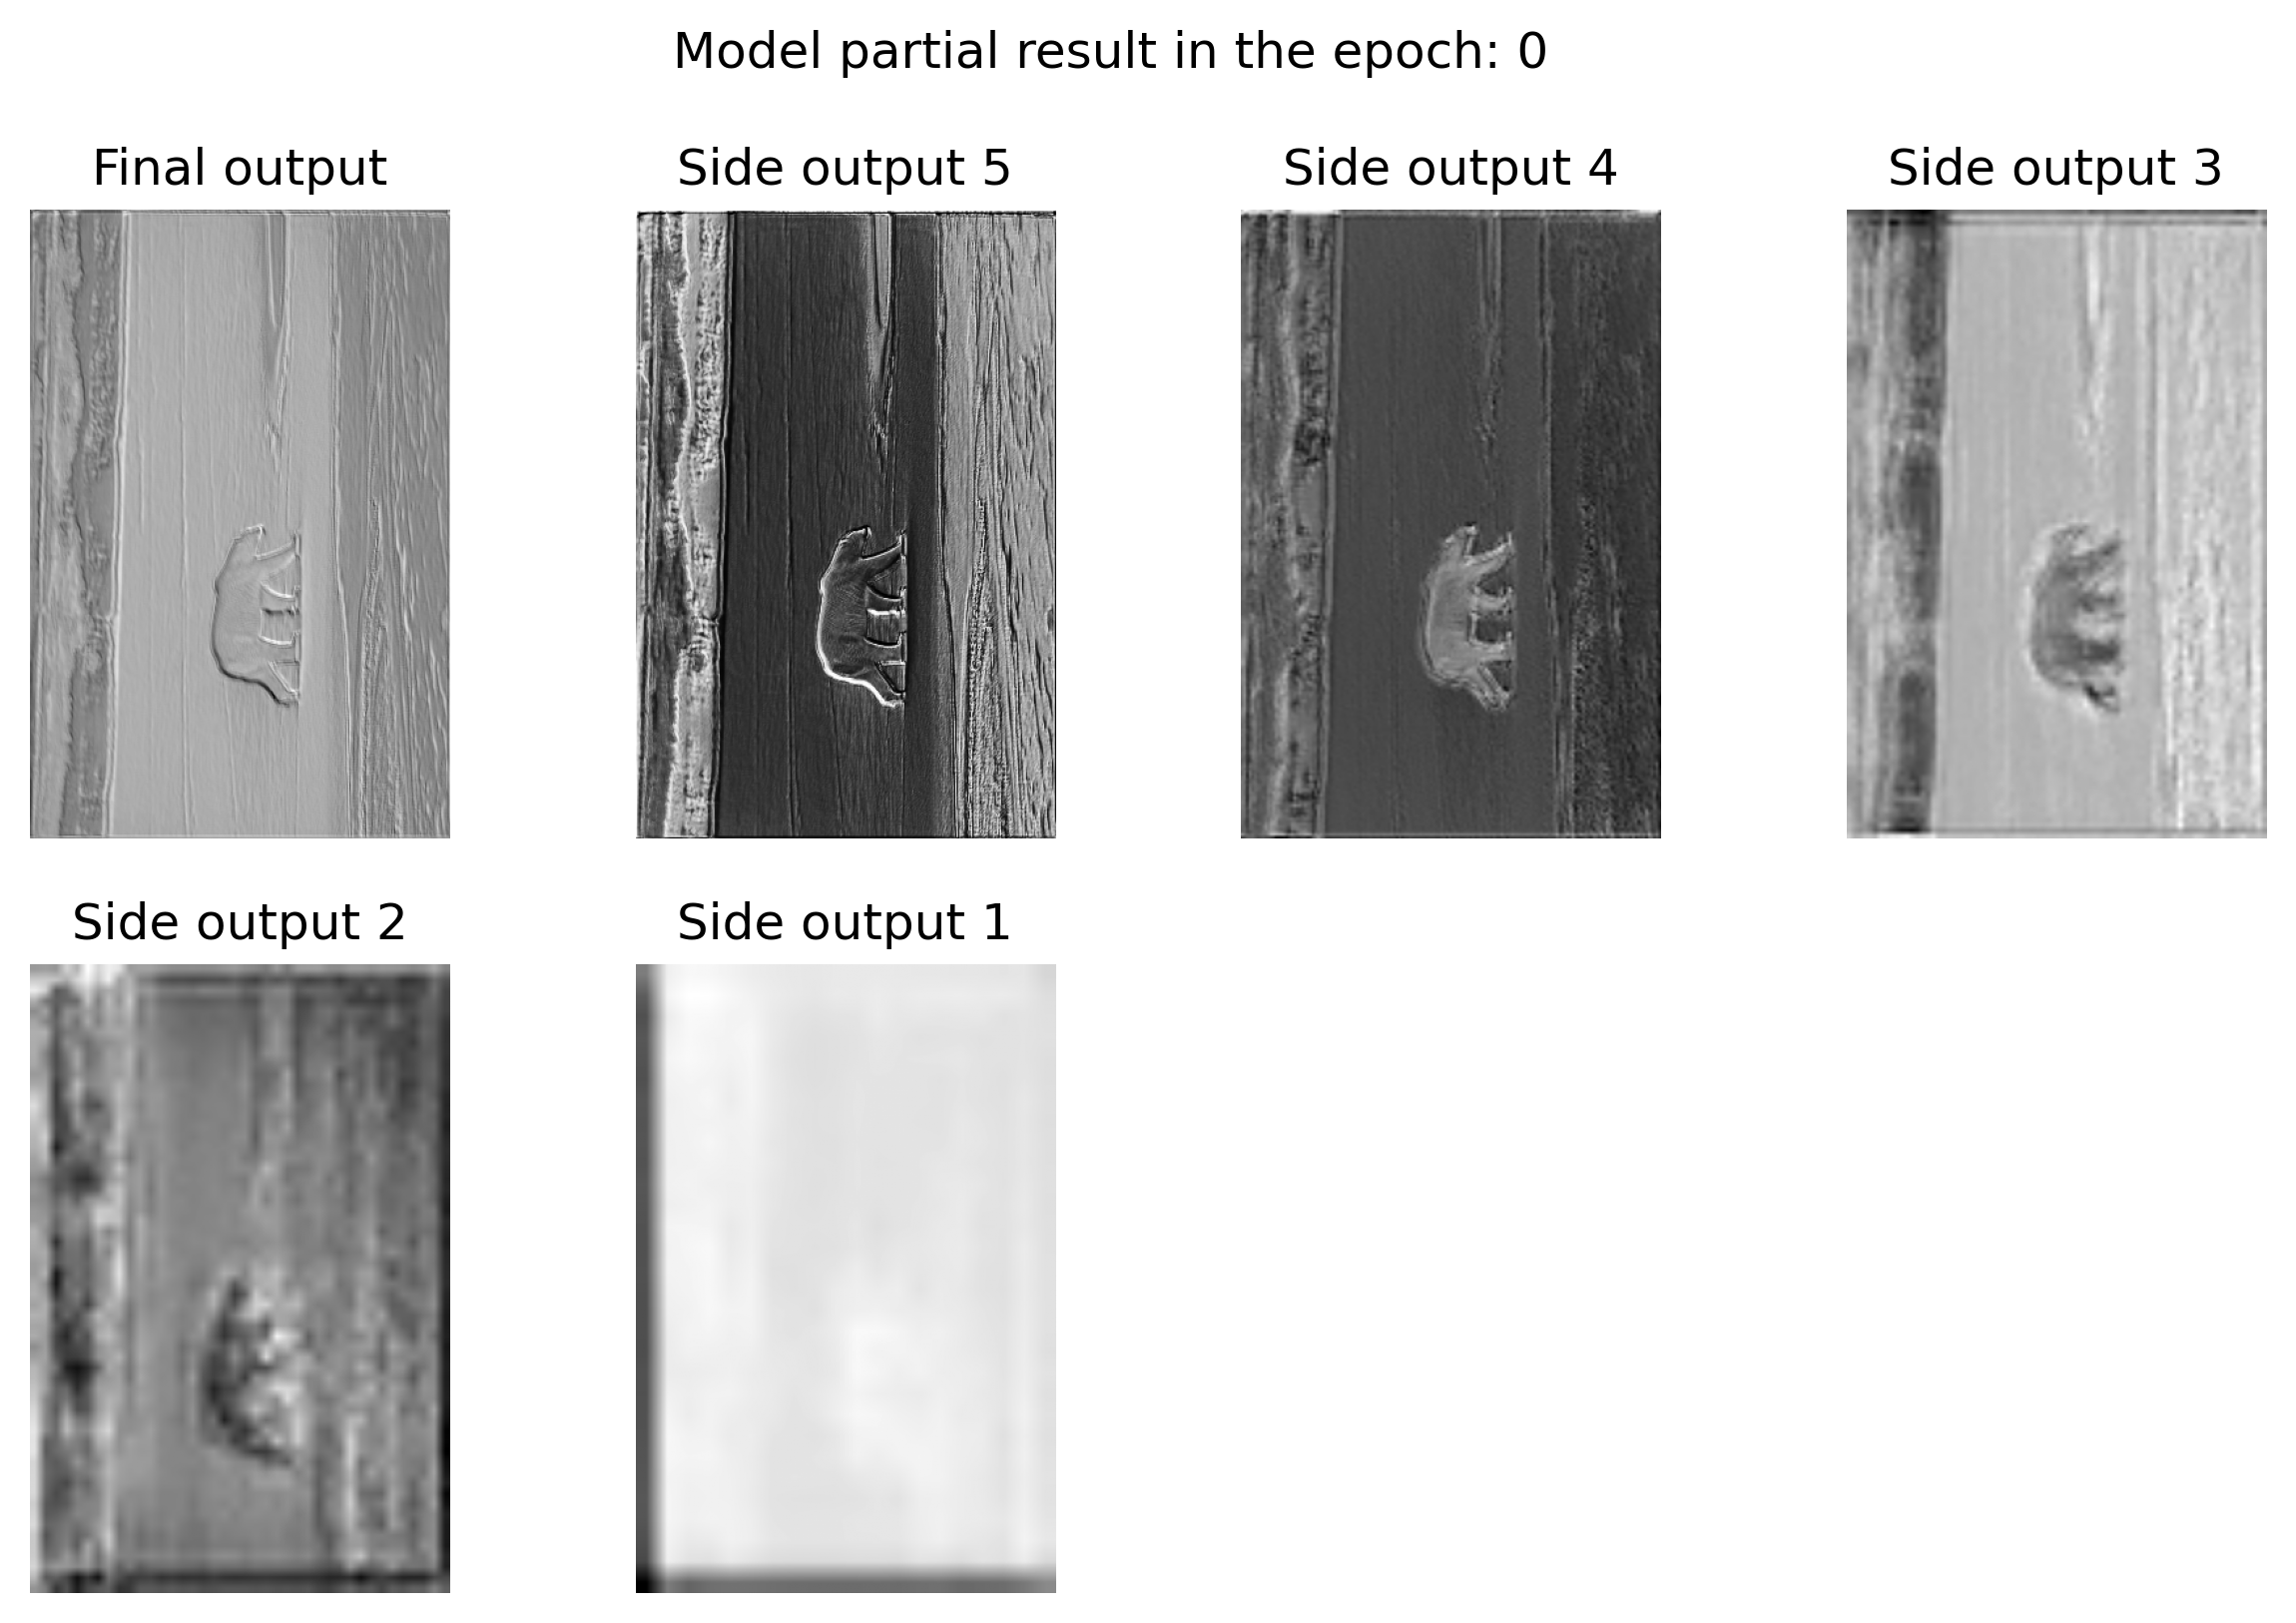 Model partial result in the epoch: 0
Final output
Side output 5
Side output 4
Side output 3
Side output 2
Side output 1